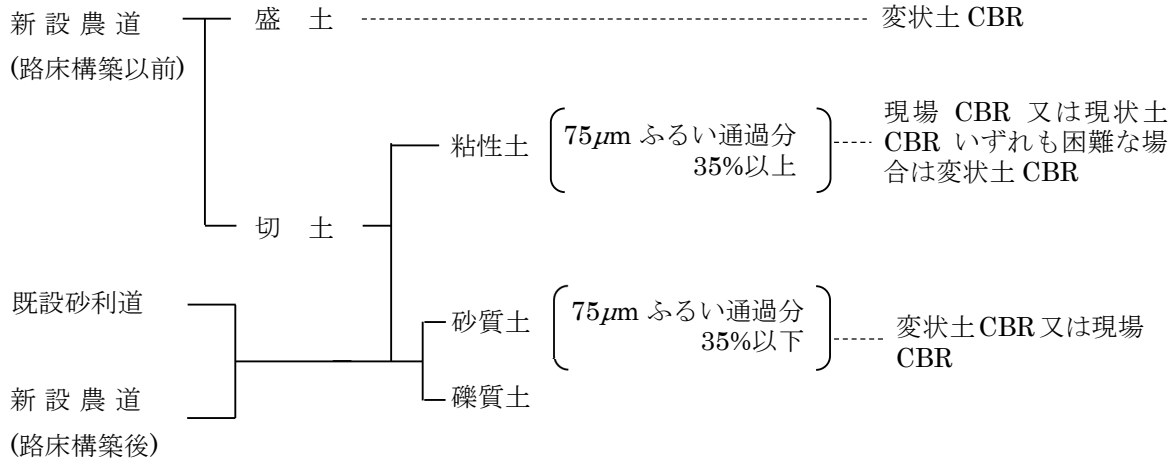 新設農道
(路床構築以前)
盛 土
変状土 CBR
粘性土
75μm ふるい通過分
35%以上
現場 CBR 又は現状土
CBR いずれも困難な場
合は変状土 CBR
切 土
既設砂利道
砂質土
75μm ふるい通過分
35%以下
変状土 CBR 又は現場
CBR
礫質土
新設農道
(路床構築後)